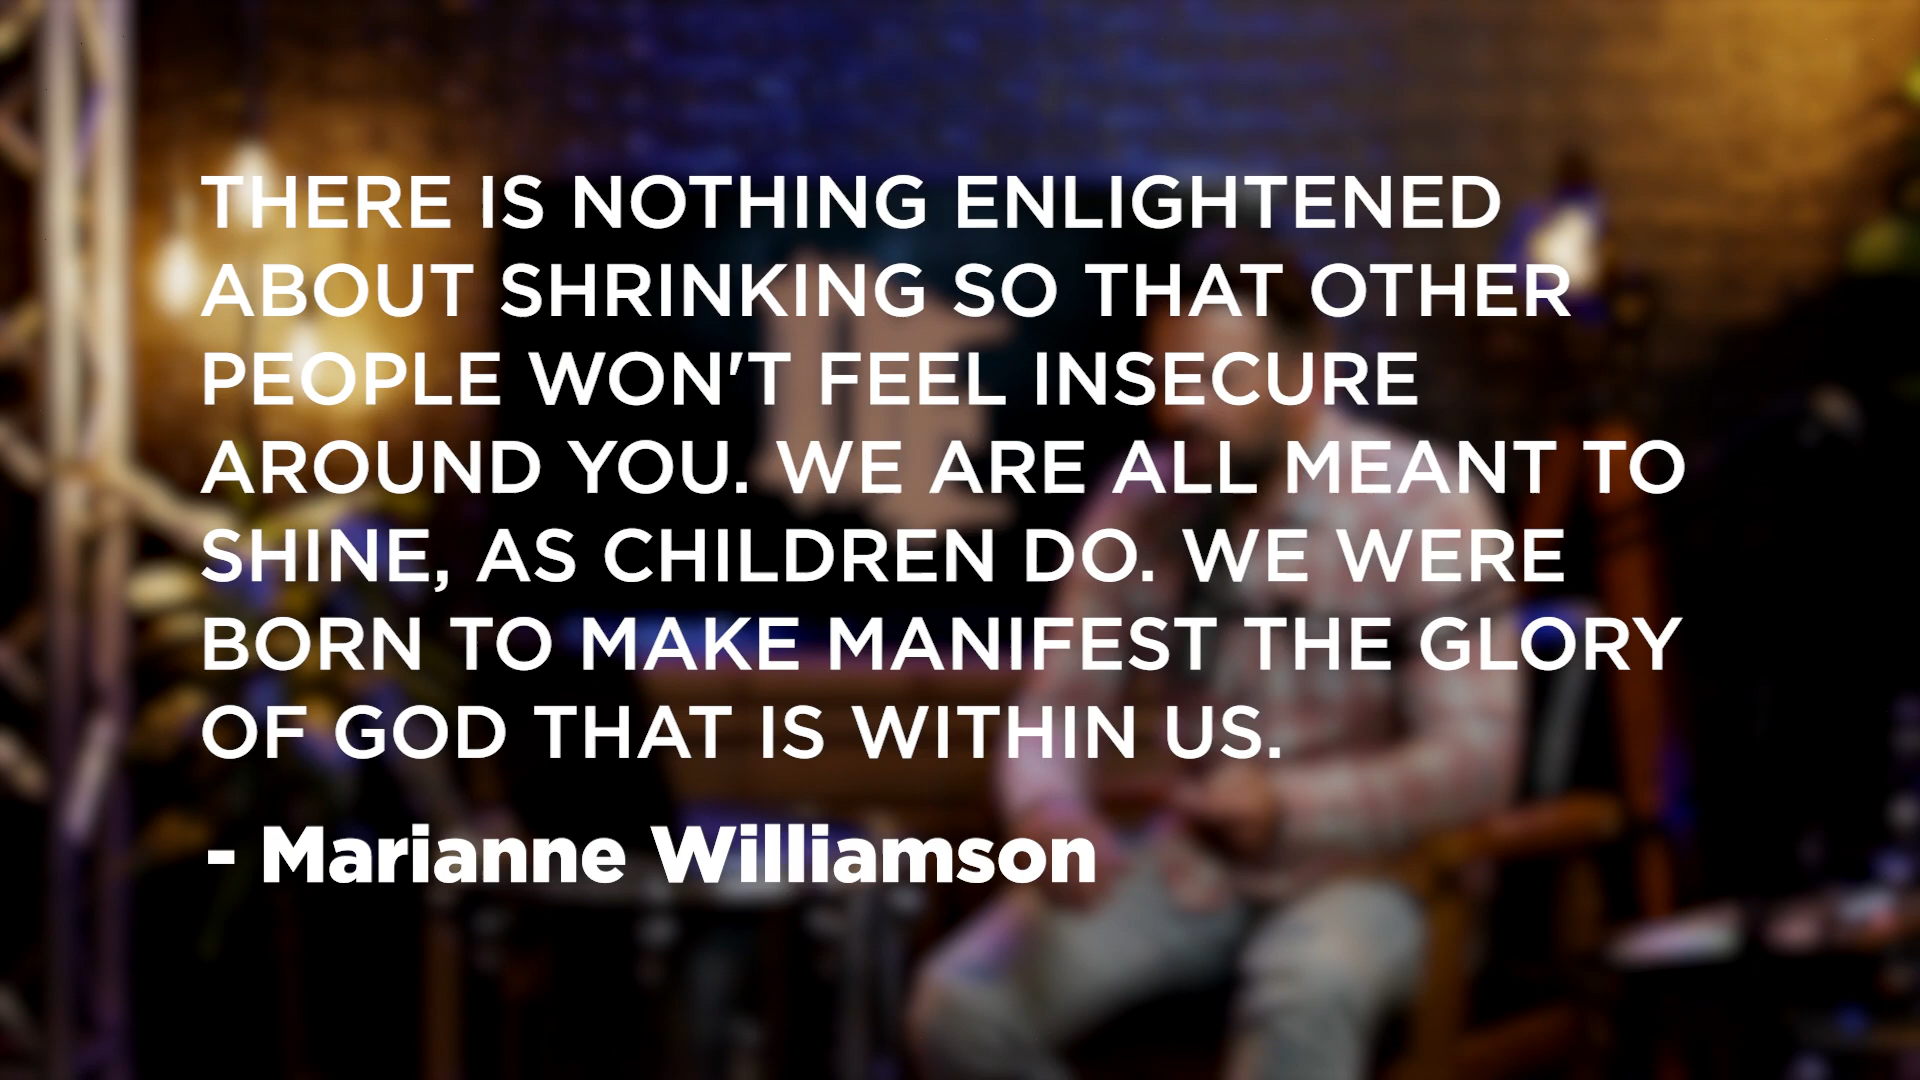 THERE IS NOTHING ENLIGHTENED
ABOUT SHRINKING SO THAT OTHER
PEOPLE WON'T FEEL INSECURE
AROUND YOU. WE ARE ALL MEANT TO
SHINE, AS CHILDREN DO. WE WERE
BORN TO MAKE MANIFEST THE GLORY
OF GOD THAT IS WITHIN US.
- Marianne Williamson